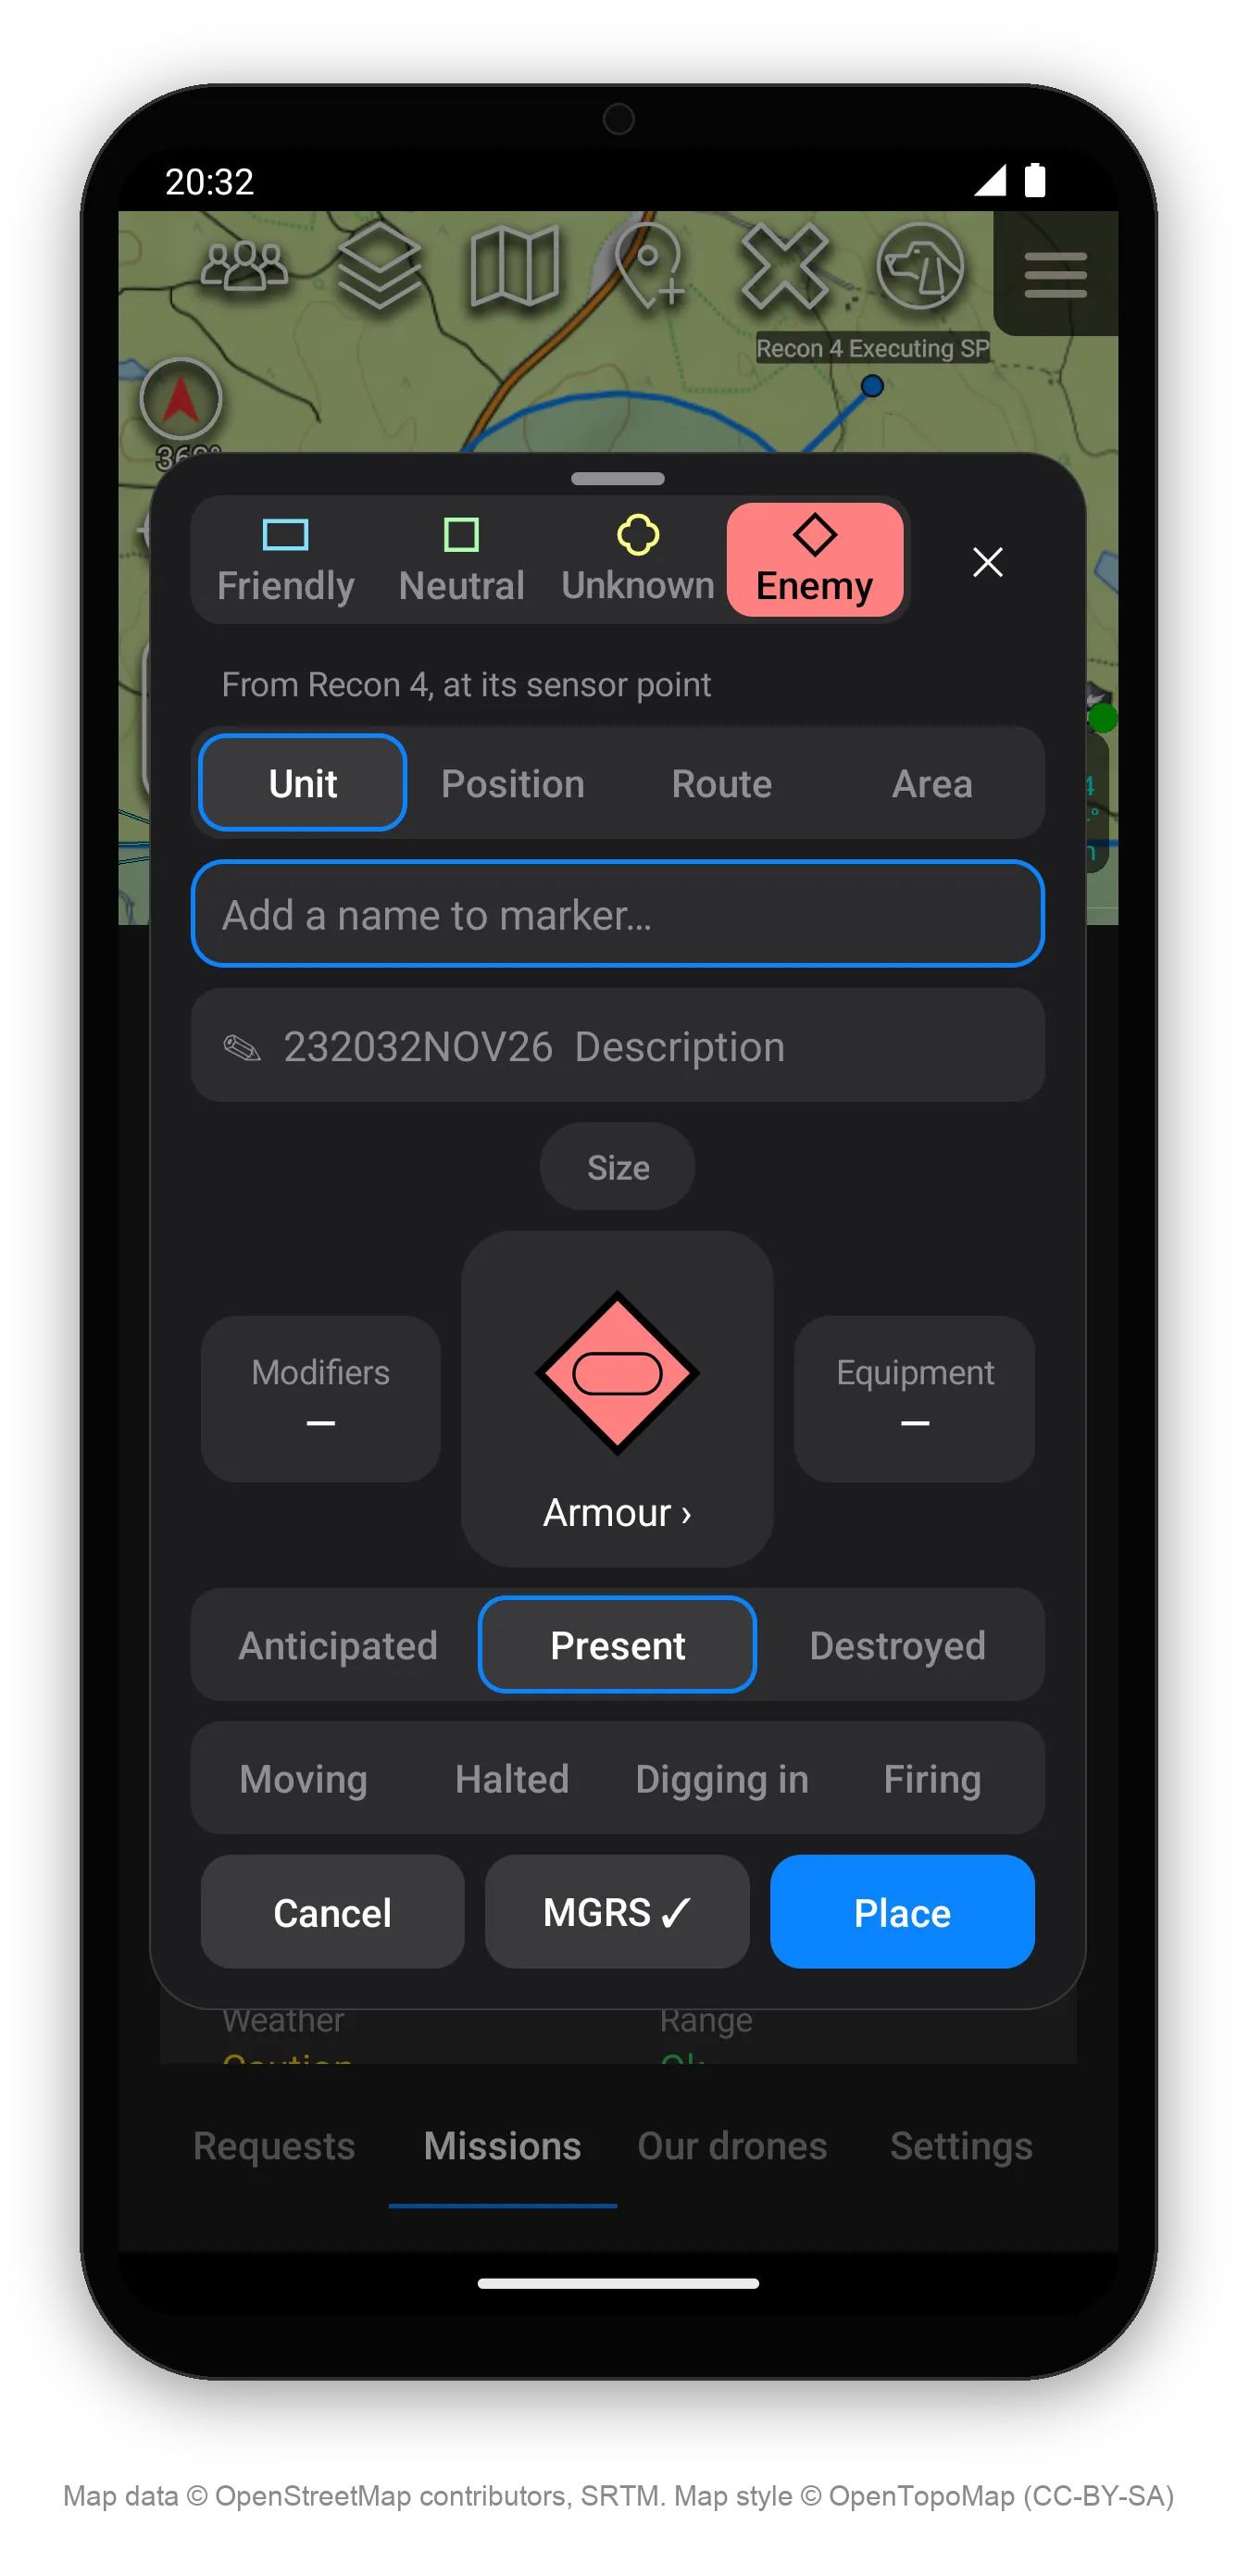 20:32
Recon 4 Executing SP
Friendly Neutral Unknown Enemy
From Recon 4, at its sensor point
Unit Position Route Area
Add a name to marker...
232032NOV26 Description
Size
Modifiers
Equipment
Armour ›
Anticipated Present Destroyed
Moving Halted Digging in Firing
Cancel MGRS ✓ Place
Weather Range
Requests Missions Our drones Settings
Map data © OpenStreetMap contributors, SRTM. Map style © OpenTopoMap (CC-BY-SA)